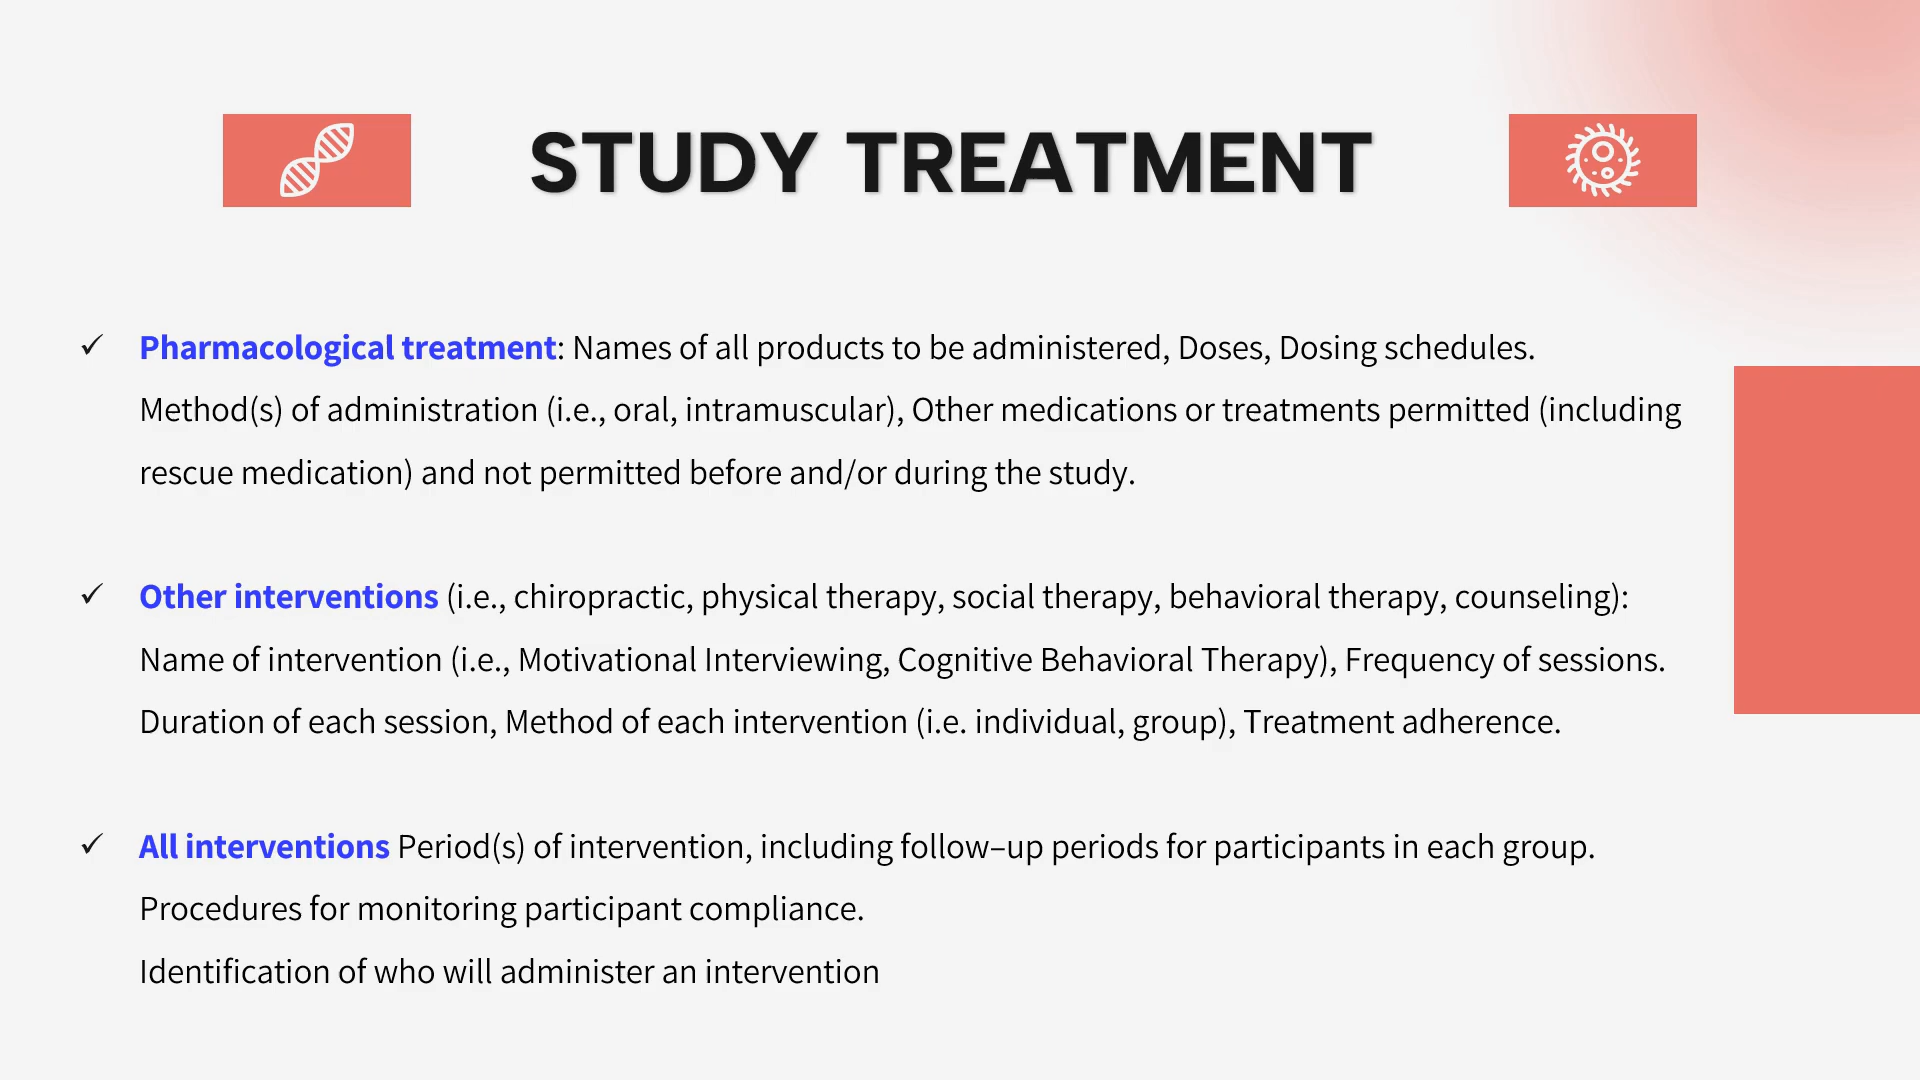 STUDY TREATMENT
✓ Pharmacological treatment: Names of all products to be administered, Doses, Dosing schedules.
Method(s) of administration (i.e., oral, intramuscular), Other medications or treatments permitted (including
rescue medication) and not permitted before and/or during the study.
✓ Other interventions (i.e., chiropractic, physical therapy, social therapy, behavioral therapy, counseling):
Name of intervention (i.e., Motivational Interviewing, Cognitive Behavioral Therapy), Frequency of sessions.
Duration of each session, Method of each intervention (i.e. individual, group), Treatment adherence.
✓ All interventions Period(s) of intervention, including follow–up periods for participants in each group.
Procedures for monitoring participant compliance.
Identification of who will administer an intervention